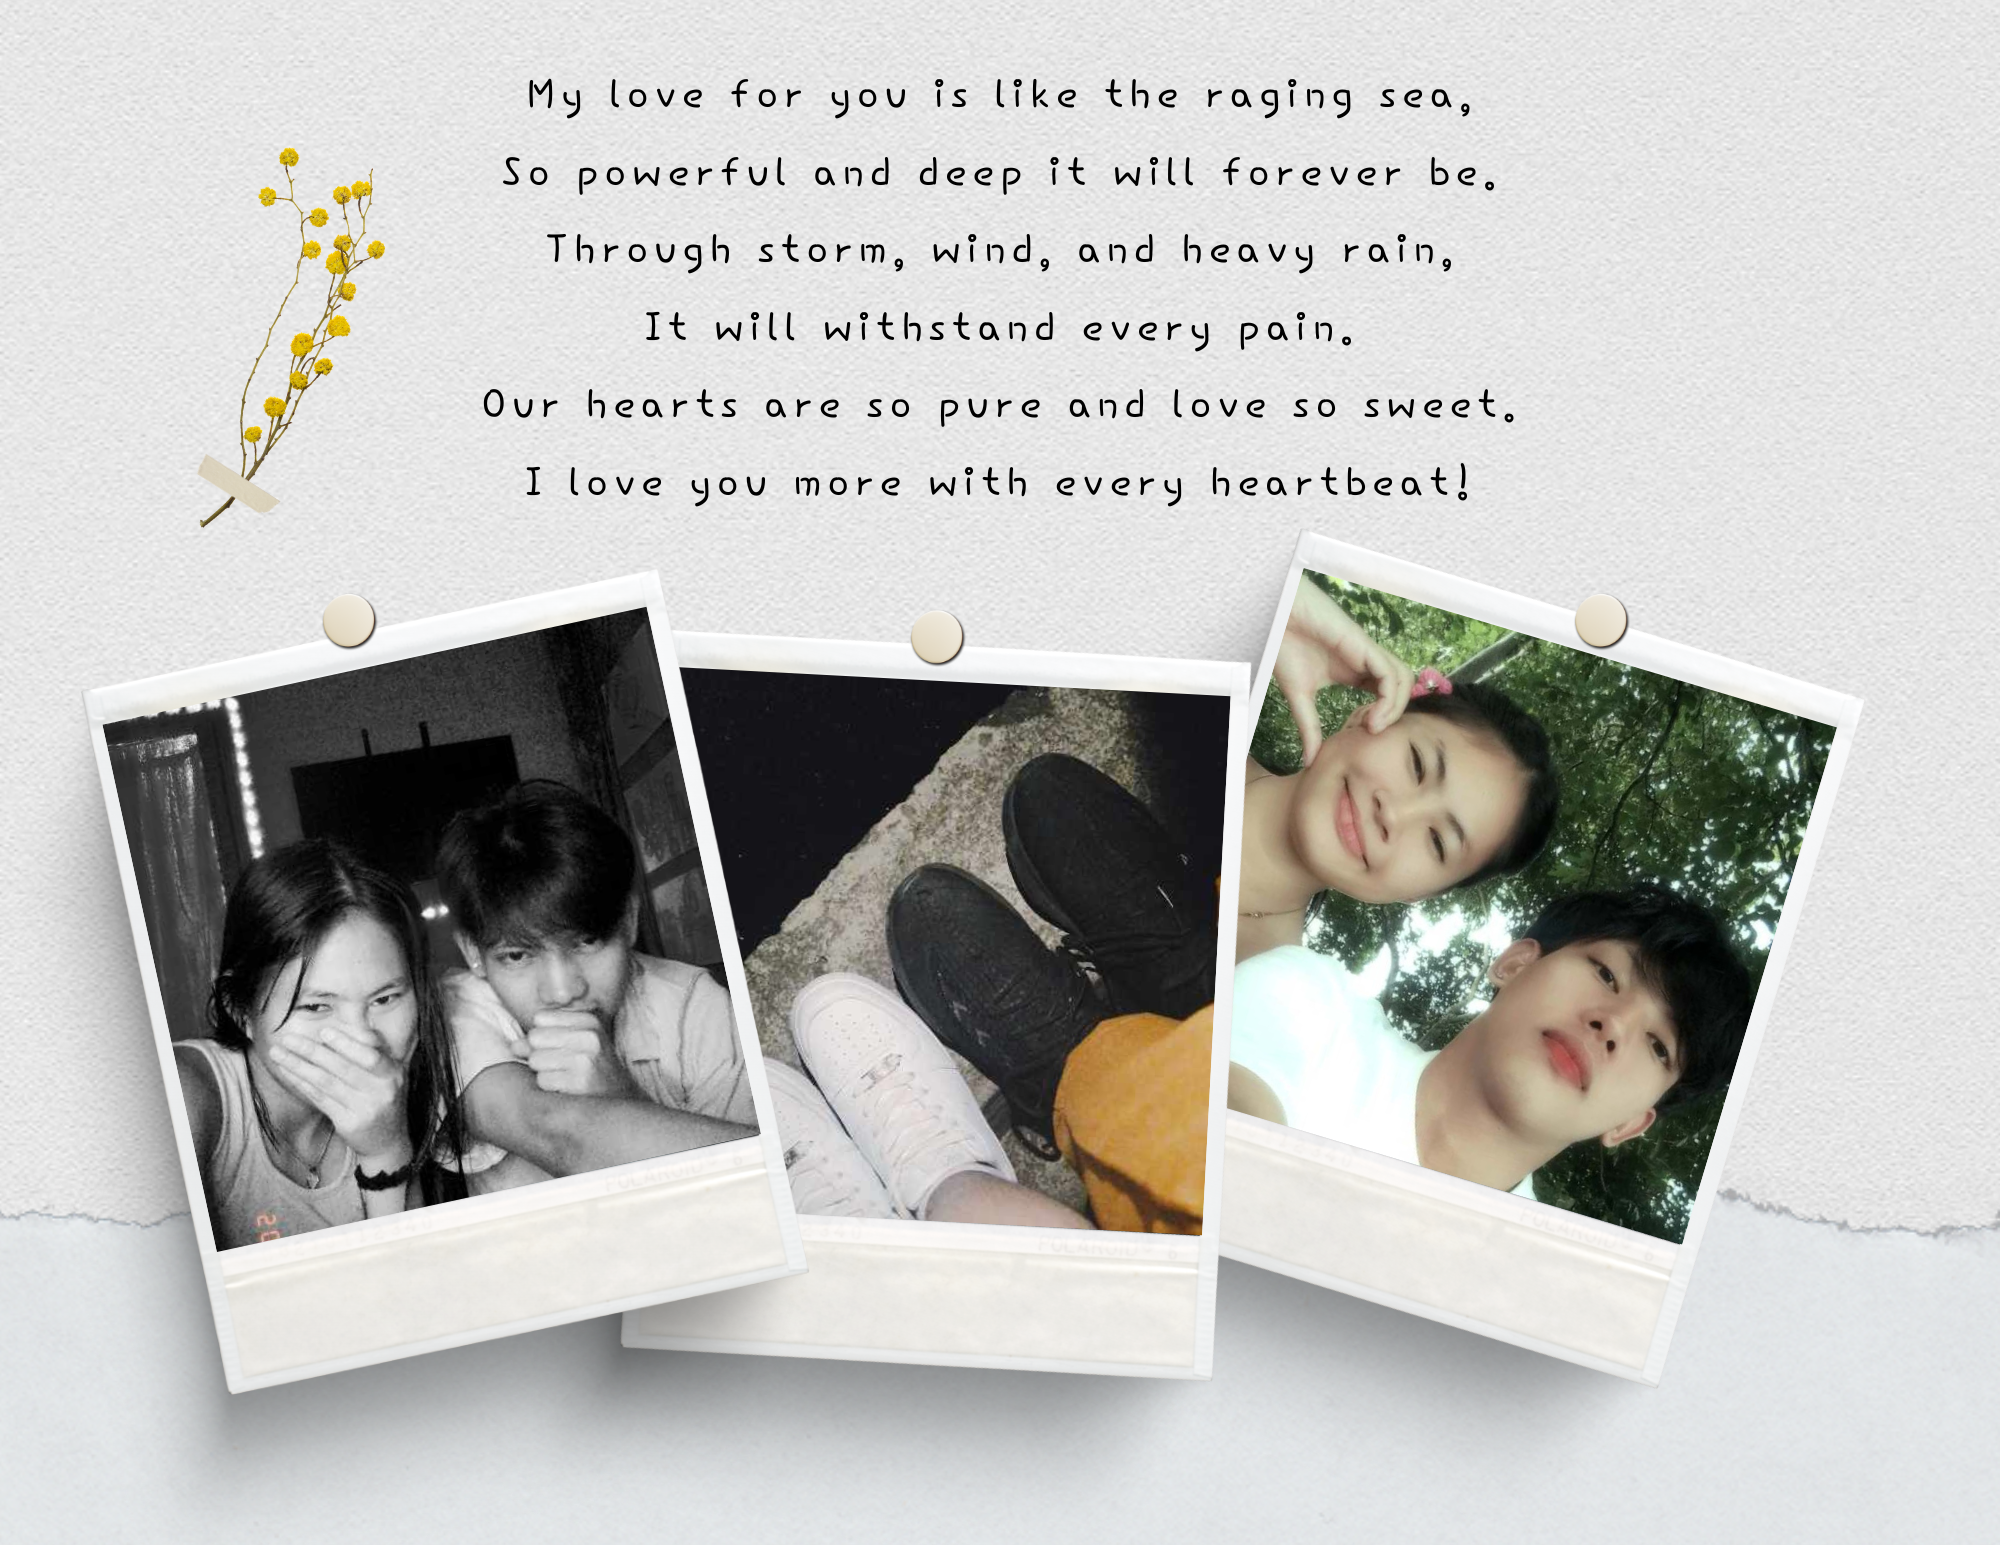 My love for you is like the raging sea,
So powerful and deep it will forever be.
Through storm, wind, and heavy rain,
It will withstand every pain.
Our hearts are so pure and love so sweet.
I love you more with every heartbeat!